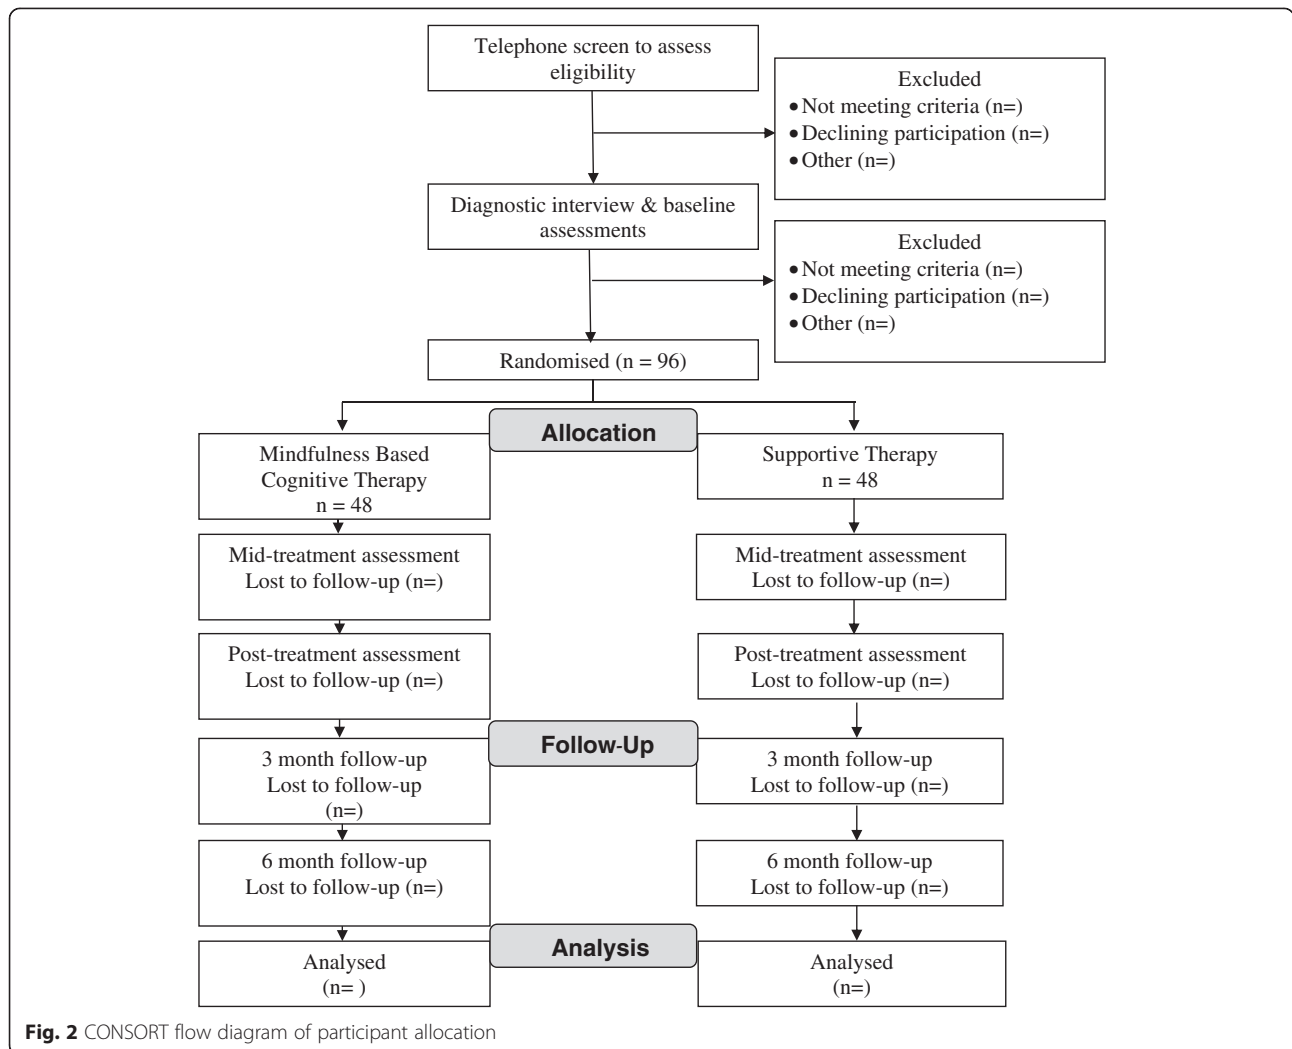 Telephone screen to assess
eligibility
Excluded
• Not meeting criteria (n=)
• Declining participation (n=)
• Other (n=)
Diagnostic interview & baseline
assessments
Excluded
• Not meeting criteria (n=)
• Declining participation (n=)
• Other (n=)
Randomised (n = 96)
Allocation
Mindfulness Based
Cognitive Therapy
n = 48
Supportive Therapy
n = 48
Mid-treatment assessment
Lost to follow-up (n=)
Mid-treatment assessment
Lost to follow-up (n=)
Post-treatment assessment
Lost to follow-up (n=)
Post-treatment assessment
Lost to follow-up (n=)
Follow-Up
3 month follow-up
Lost to follow-up
(n=)
3 month follow-up
Lost to follow-up (n=)
6 month follow-up
Lost to follow-up (n=)
6 month follow-up
Lost to follow-up (n=)
Analysis
Analysed
(n= )
Analysed
(n=)
Fig. 2 CONSORT flow diagram of participant allocation